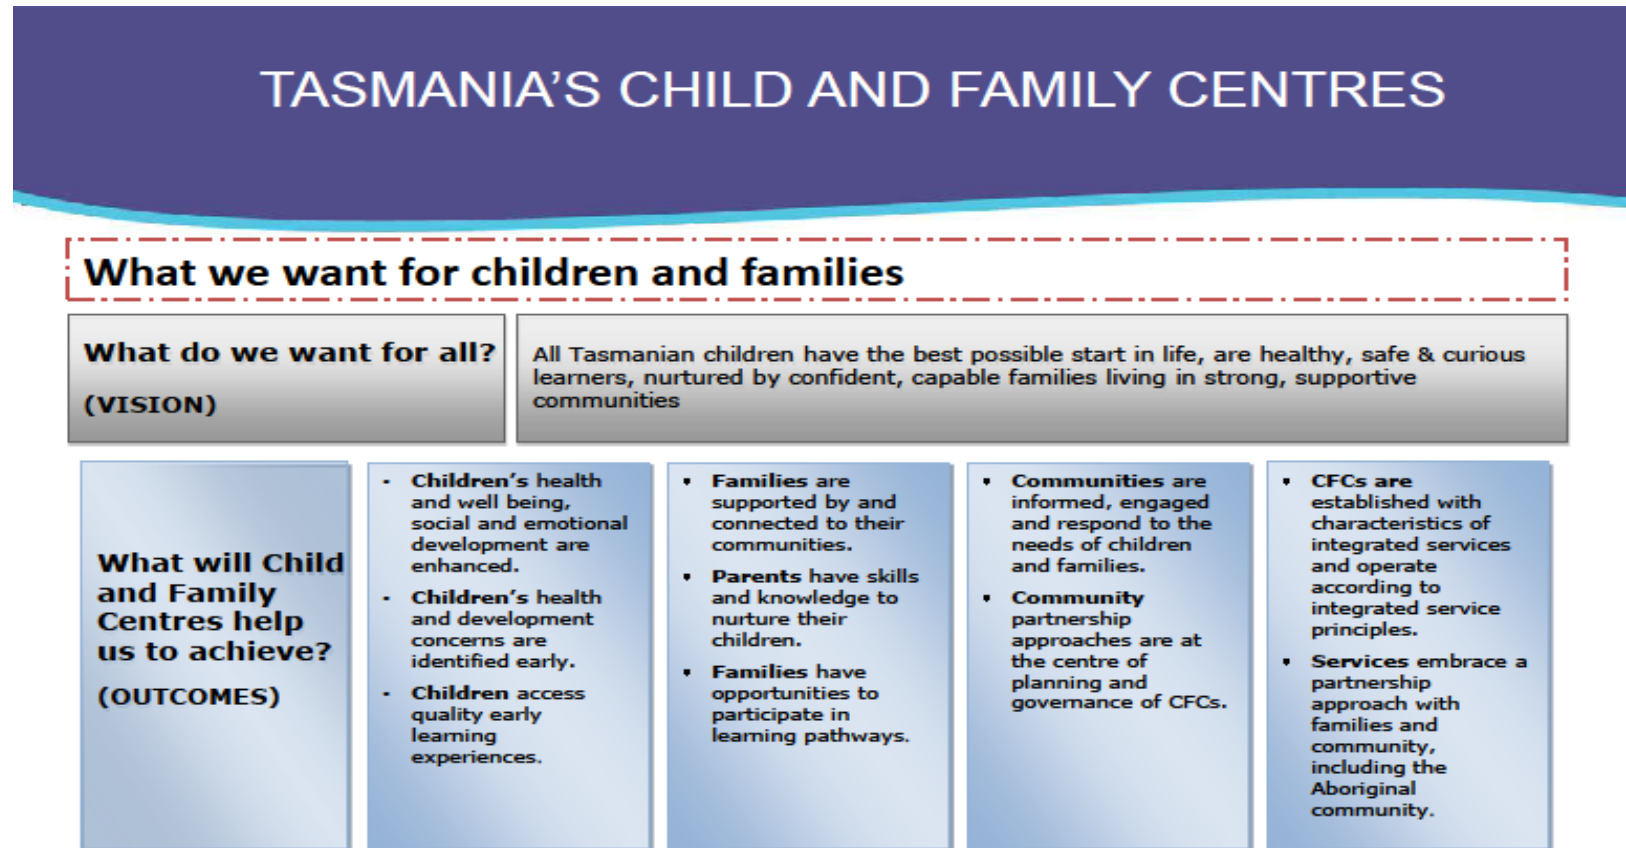 TASMANIA'S CHILD AND FAMILY CENTRES
What we want for children and families
What do we want for all?
(VISION)
All Tasmanian children have the best possible start in life, are healthy, safe & curious
learners, nurtured by confident, capable families living in strong, supportive
communities
What will Child
and Family
Centres help
us to achieve?
(OUTCOMES)
- Children's health
and well being,
social and emotional
development are
enhanced.
- Children's health
and development
concerns are
identified early.
- Children access
quality early
learning
experiences.
▪ Families are
supported by and
connected to their
communities.
▪ Parents have skills
and knowledge to
nurture their
children.
▪ Families have
opportunities to
participate in
learning pathways.
▪ Communities are
informed, engaged
and respond to the
needs of children
and families.
▪ Community
partnership
approaches are at
the centre of
planning and
governance of CFCs.
▪ CFCs are
established with
characteristics of
integrated services
and operate
according to
integrated service
principles.
▪ Services embrace a
partnership
approach with
families and
community,
including the
Aboriginal
community.